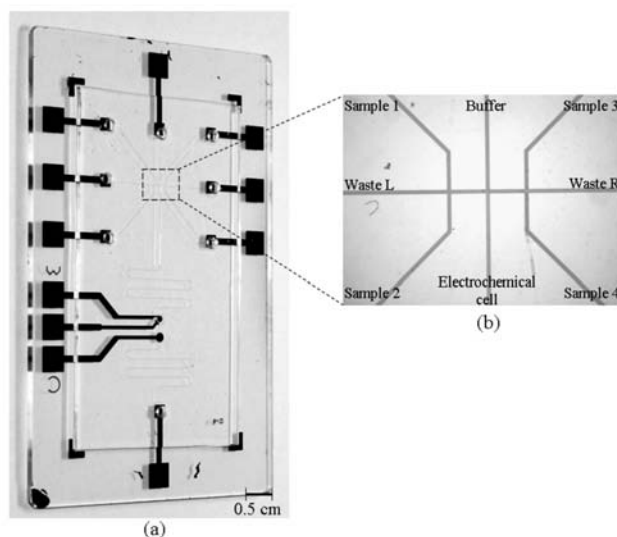 Sample 1
Buffer
Sample 3
Waste L
Waste R
Sample 2
Electrochemical
cell
Sample 4
(b)
C
0.5 cm
(a)